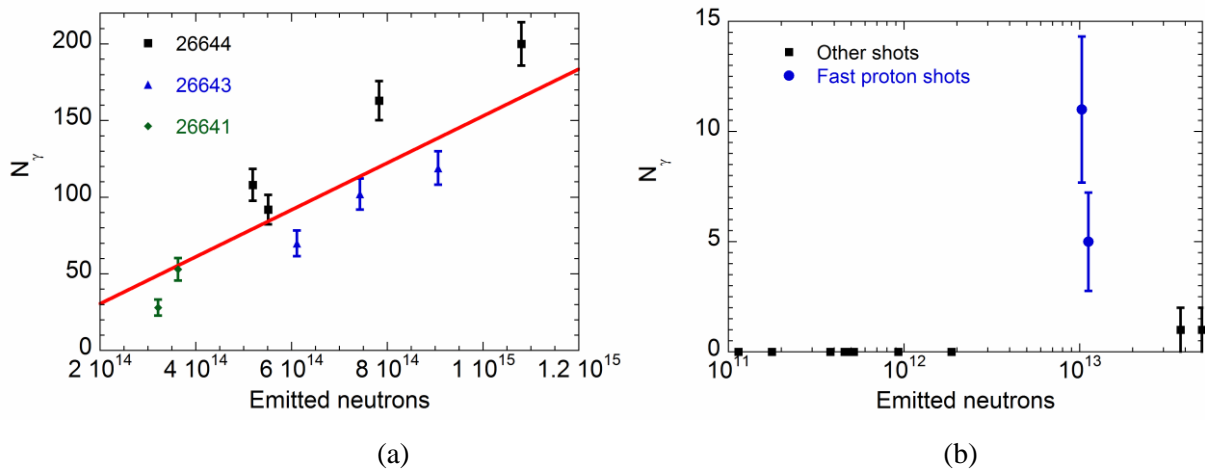 200
150
100
50
0
N_γ
26644
26643
26641
2 10^14
4 10^14
6 10^14
8 10^14
1 10^15
1.2 10^15
Emitted neutrons
(a)
15
10
5
0
N_γ
Other shots
Fast proton shots
10^11
10^12
10^13
Emitted neutrons
(b)